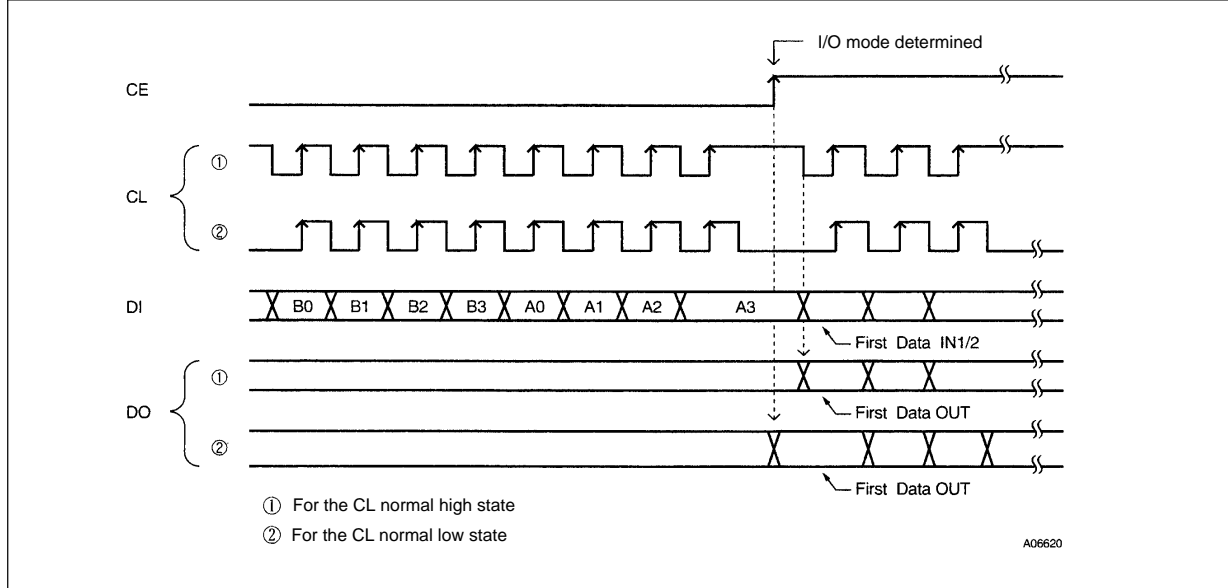 I/O mode determined
CE
CL
①
②
DI
B0 B1 B2 B3 A0 A1 A2 A3
First Data IN1/2
DO
①
First Data OUT
②
First Data OUT
① For the CL normal high state
② For the CL normal low state
A06620